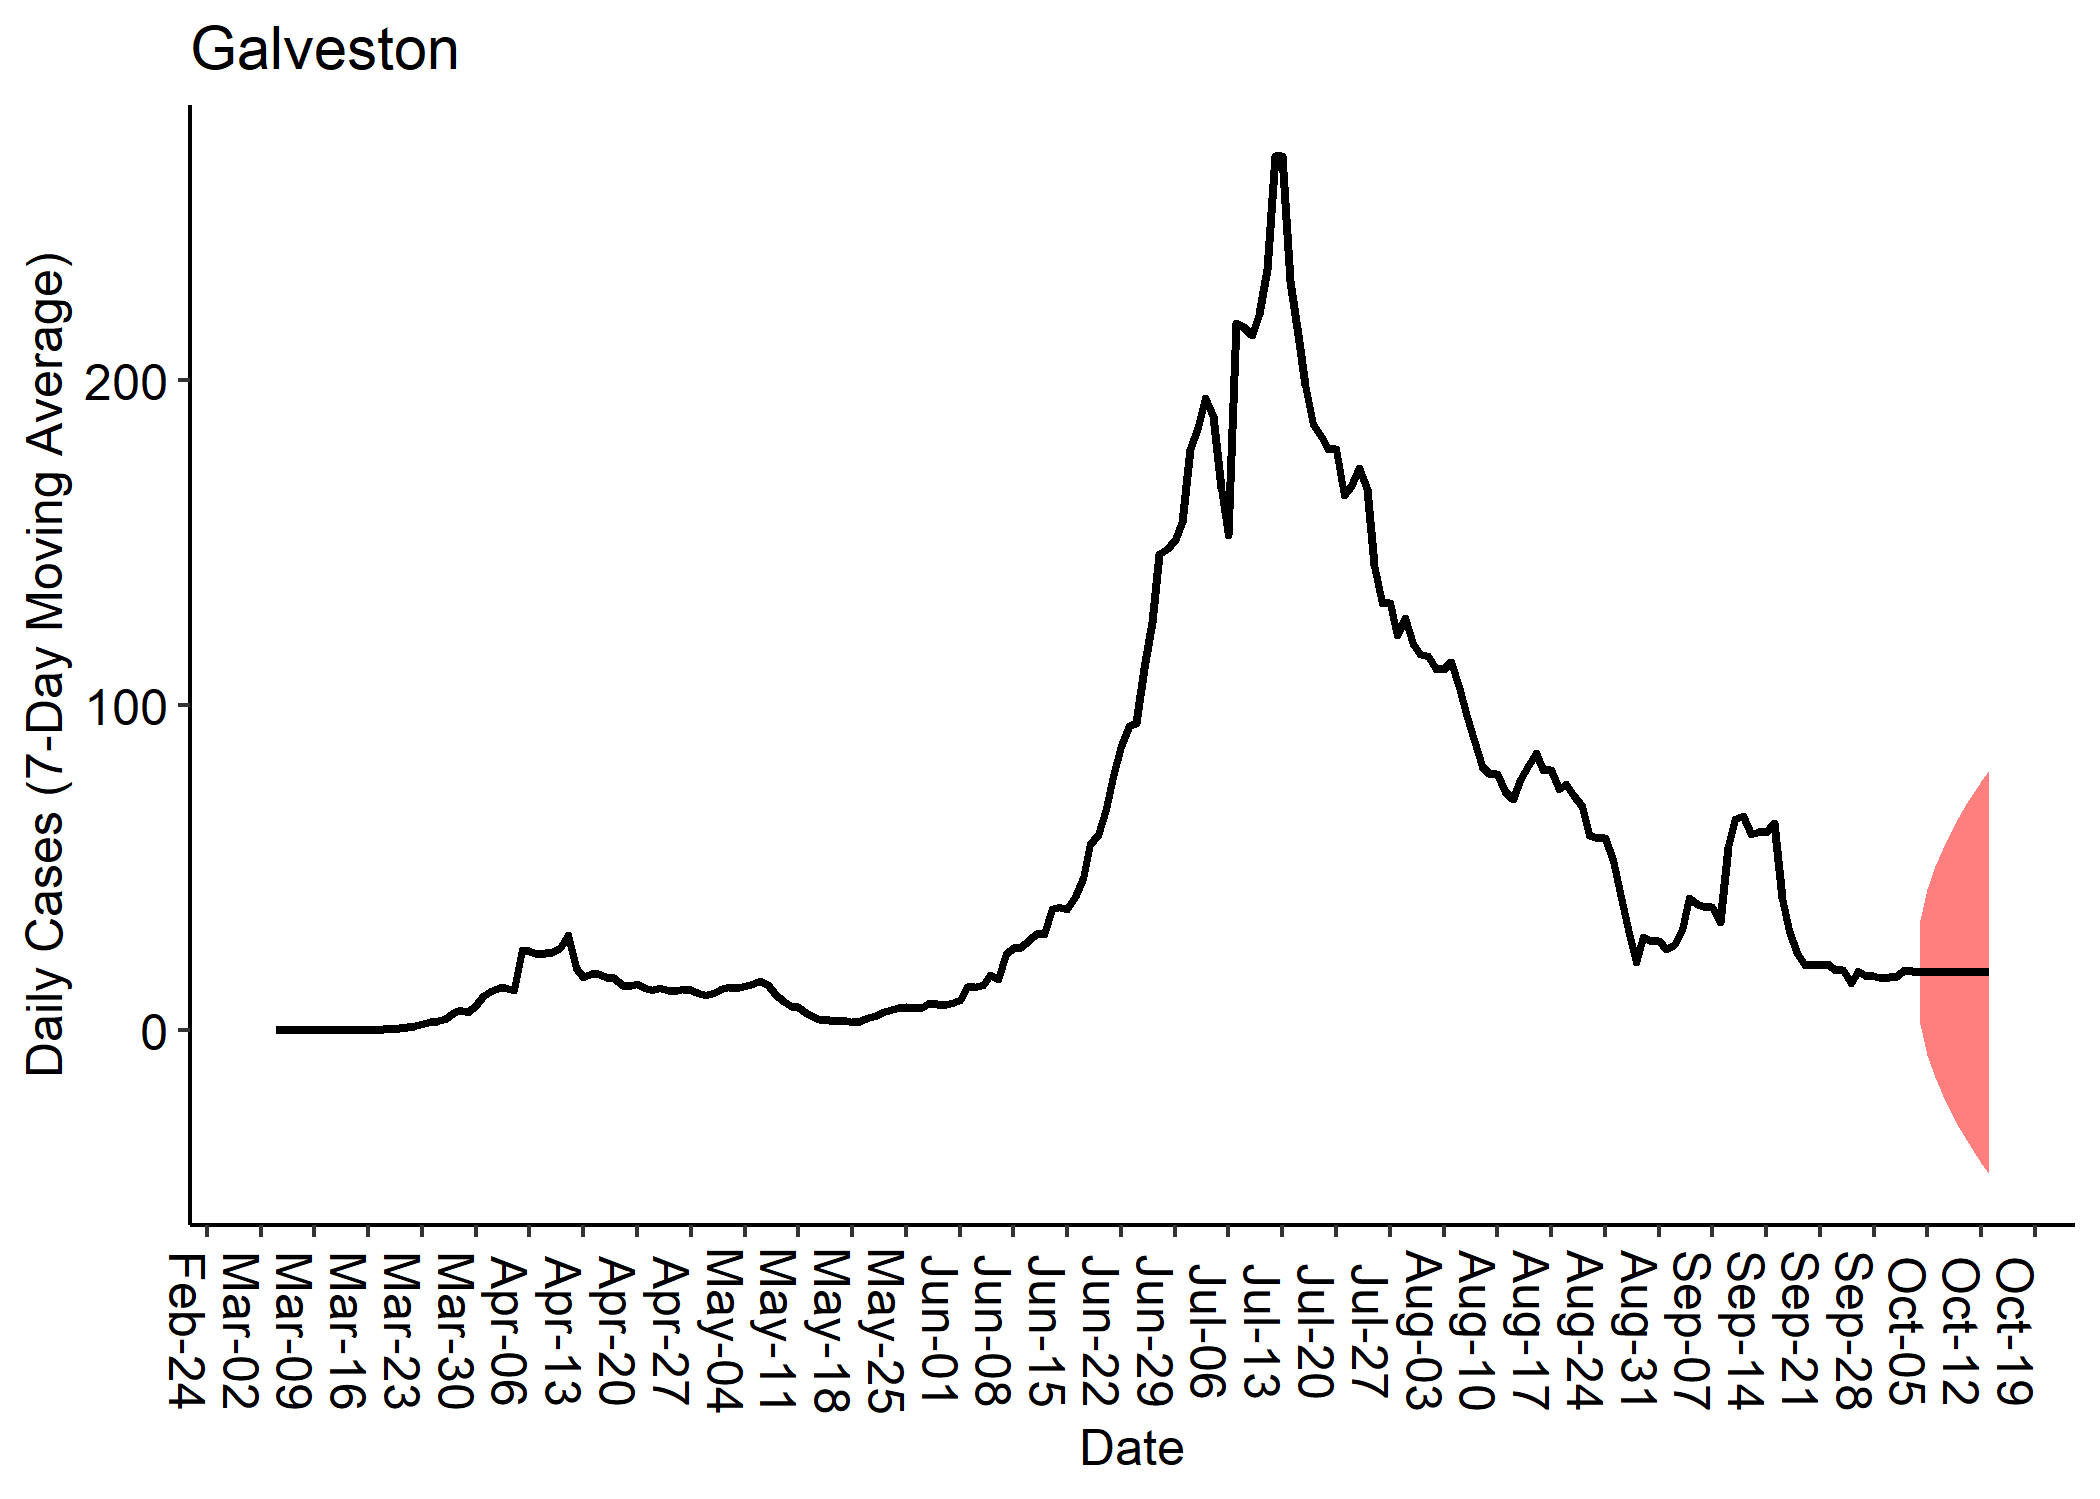 Galveston
Daily Cases (7-Day Moving Average)
200
100
0
Feb-24
Mar-02
Mar-09
Mar-16
Mar-23
Mar-30
Apr-06
Apr-13
Apr-20
Apr-27
May-04
May-11
May-18
May-25
Jun-01
Jun-08
Jun-15
Jun-22
Jun-29
Jul-06
Jul-13
Jul-20
Jul-27
Aug-03
Aug-10
Aug-17
Aug-24
Aug-31
Sep-07
Sep-14
Sep-21
Sep-28
Oct-05
Oct-12
Oct-19
Date